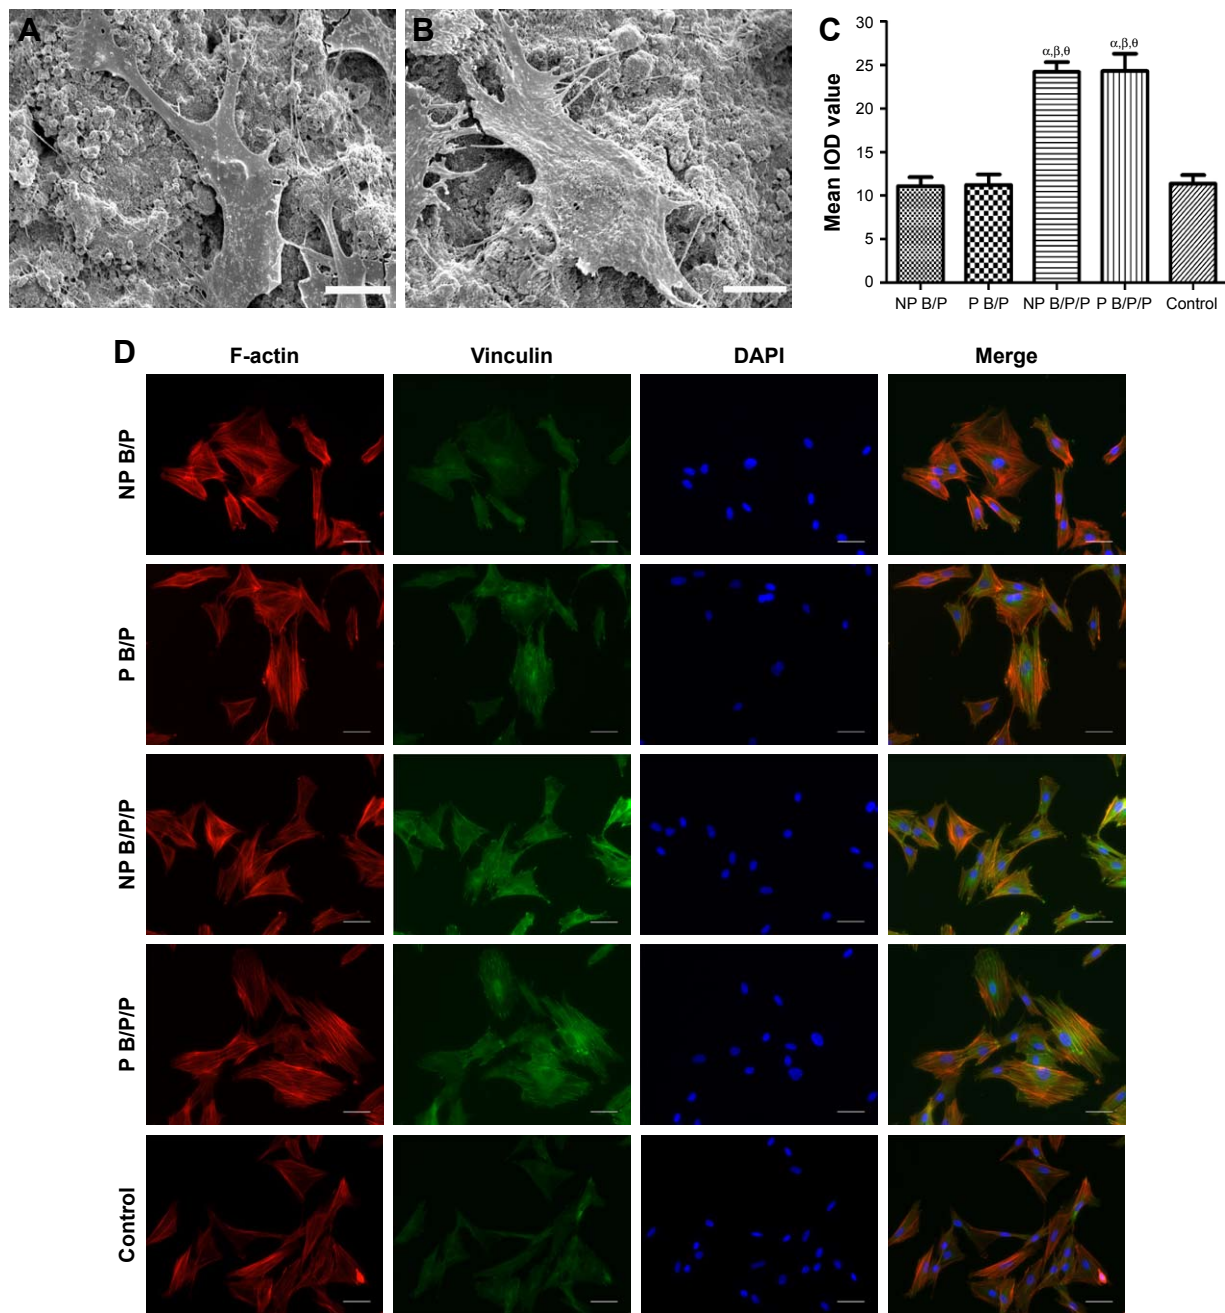 A
B
C
Mean IOD value
30
25
20
15
10
5
0
α,β,θ
α,β,θ
NP B/P
P B/P
NP B/P/P
P B/P/P
Control
D
F-actin
Vinculin
DAPI
Merge
NP B/P
P B/P
NP B/P/P
P B/P/P
Control